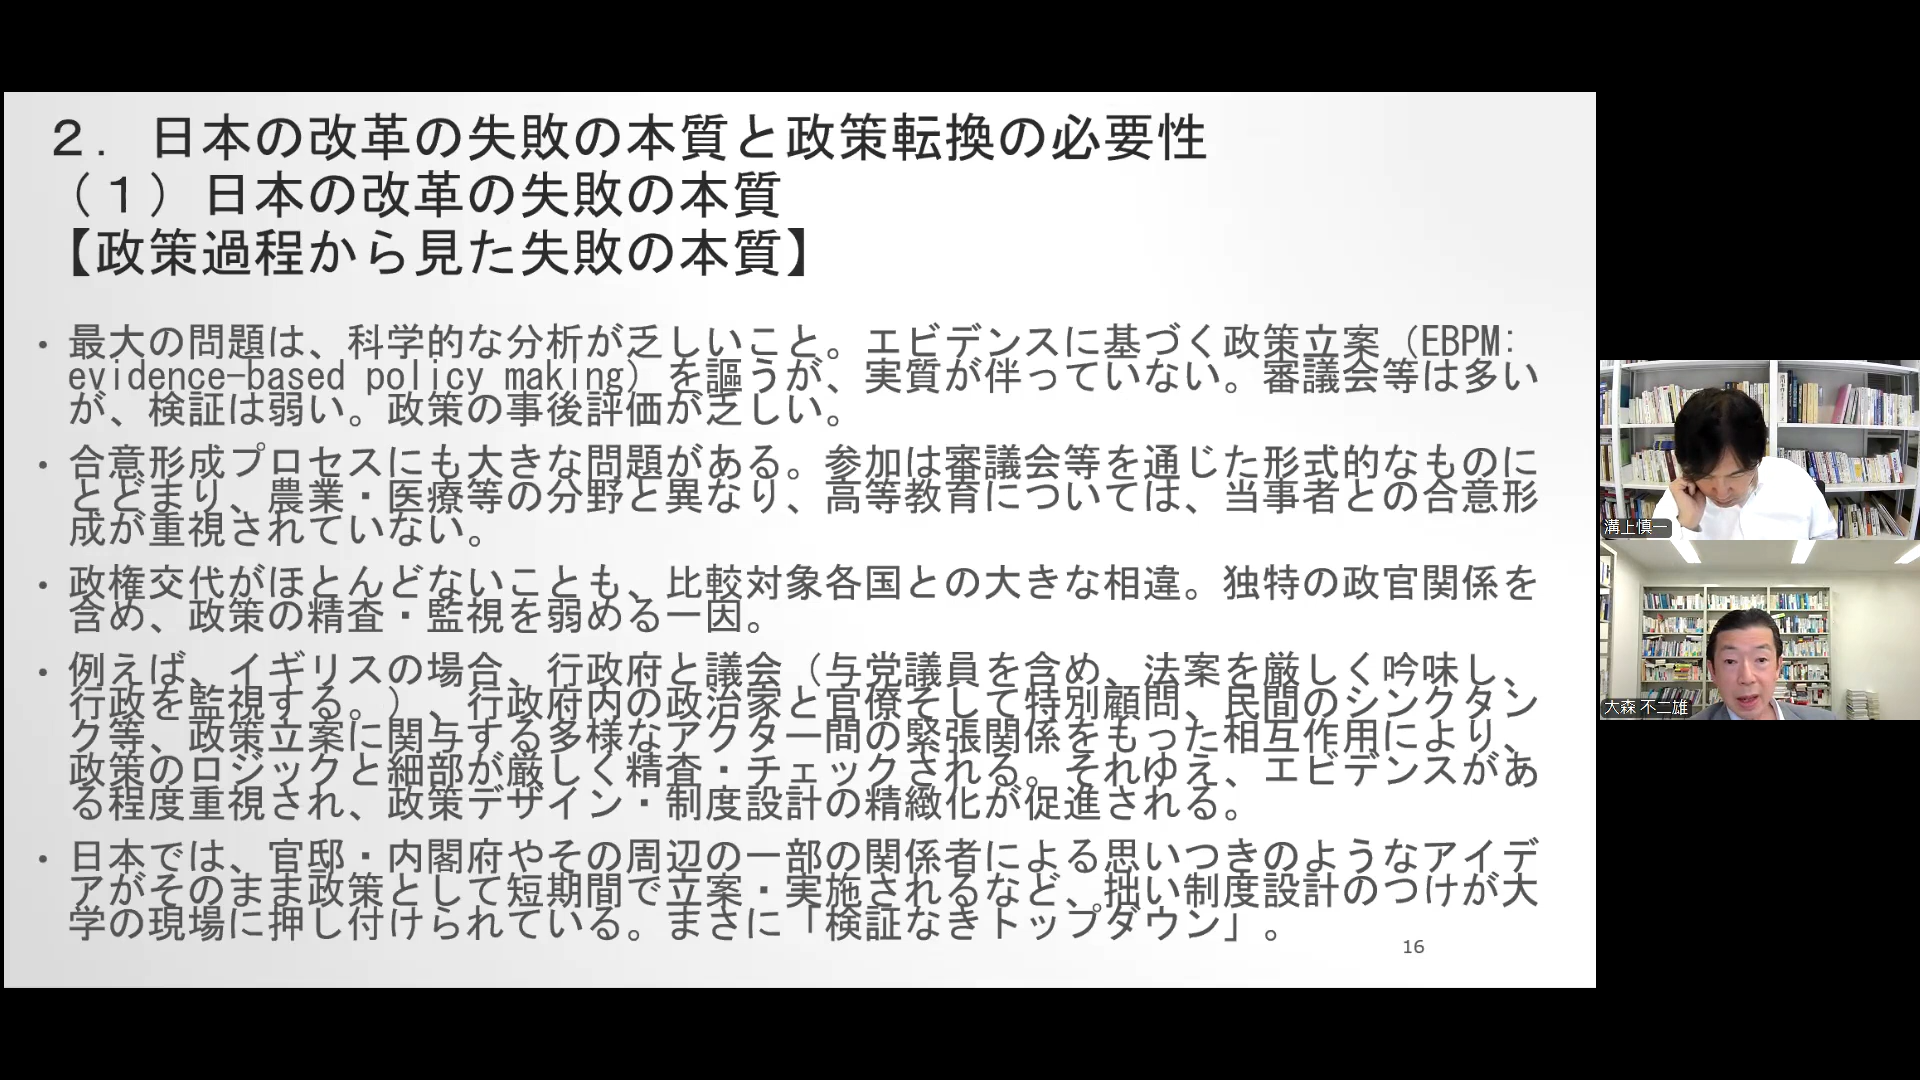 ２．日本の改革の失敗の本質と政策転換の必要性
（１）日本の改革の失敗の本質
【政策過程から見た失敗の本質】
• 最大の問題は、科学的な分析が乏しいこと。エビデンスに基づく政策立案（EBPM:
evidence-based policy making）を謳うが、実質が伴っていない。審議会等は多い
が、検証は弱い。政策の事後評価が乏しい。
• 合意形成プロセスにも大きな問題がある。参加は審議会等を通じた形式的なものに
とどまり、農業・医療等の分野と異なり、高等教育については、当事者との合意形
成が重視されていない。
• 政権交代がほとんどないことも、比較対象各国との大きな相違。独特の政官関係を
含め、政策の精査・監視を弱める一因。
• 例えば、イギリスの場合、行政府と議会（与党議員を含め、法案を厳しく吟味し、
行政を監視する。）、行政府内の政治家と官僚そして特別顧問、民間のシンクタン
ク等、政策立案に関与する多様なアクター間の緊張関係をもった相互作用により、
政策のロジックと細部が厳しく精査・チェックされる。それゆえ、エビデンスがあ
る程度重視され、政策デザイン・制度設計の精緻化が促進される。
• 日本では、官邸・内閣府やその周辺の一部の関係者による思いつきのようなアイデ
アがそのまま政策として短期間で立案・実施されるなど、拙い制度設計のつけが大
学の現場に押し付けられている。まさに「検証なきトップダウン」。
16
溝上慎一
大森 不二雄